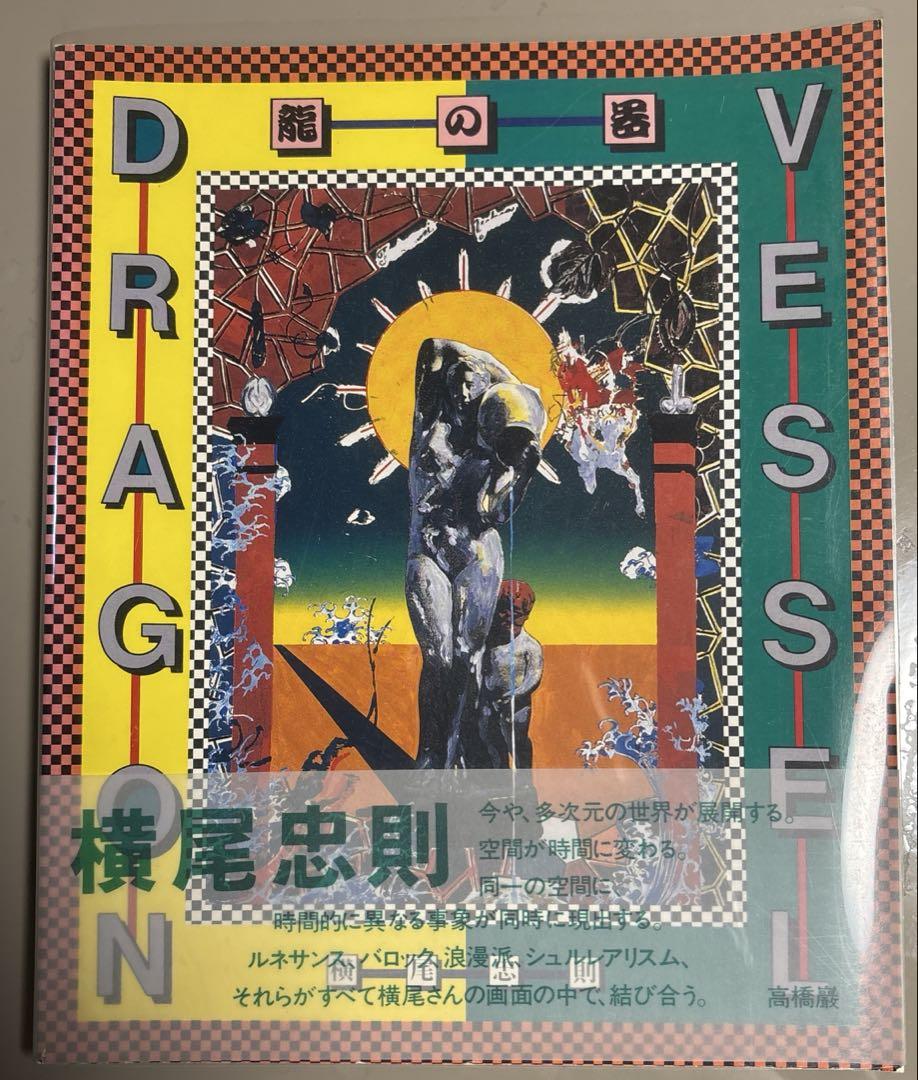 龍の器
DRAGON
VESSEL
横尾忠則
今や、多次元の世界が展開する。
空間が時間に変わる。
同一の空間に、
時間的に異なる事象が同時に現出する。
ルネサンス、バロック、浪漫派、シュルレアリスム、
それらがすべて横尾さんの画面の中で、結び合う。
高橋巖
横尾忠則